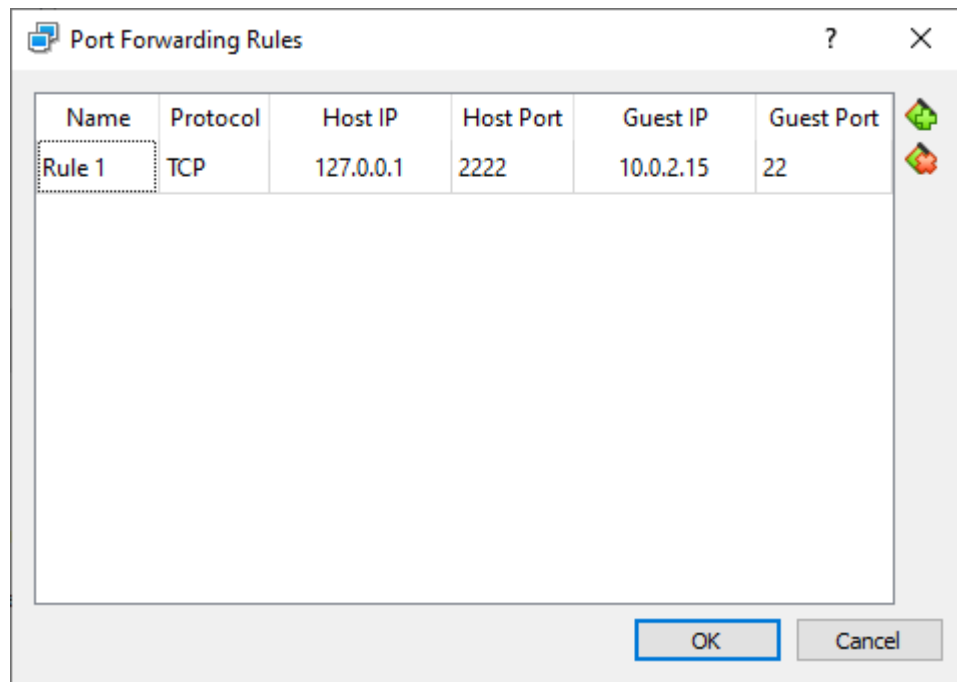 Port Forwarding Rules ?
Name Protocol Host IP Host Port Guest IP Guest Port
Rule 1 TCP 127.0.0.1 2222 10.0.2.15 22
OK Cancel